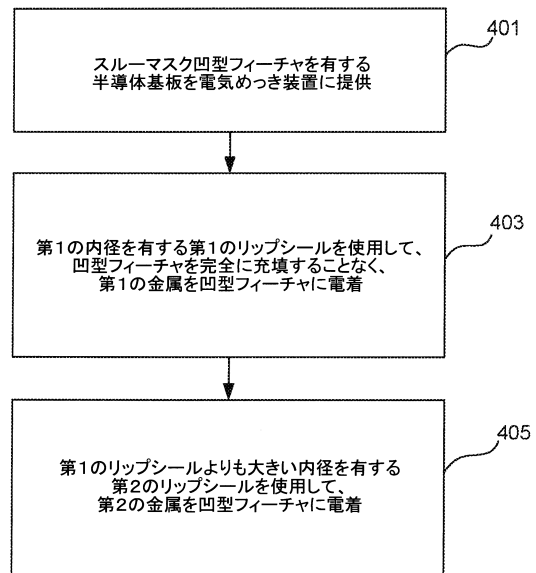 401
スルーマスク凹型フィーチャを有する
半導体基板を電気めっき装置に提供
403
第1の内径を有する第1のリップシールを使用して、
凹型フィーチャを完全に充填することなく、
第1の金属を凹型フィーチャに電着
405
第1のリップシールよりも大きい内径を有する
第2のリップシールを使用して、
第2の金属を凹型フィーチャに電着